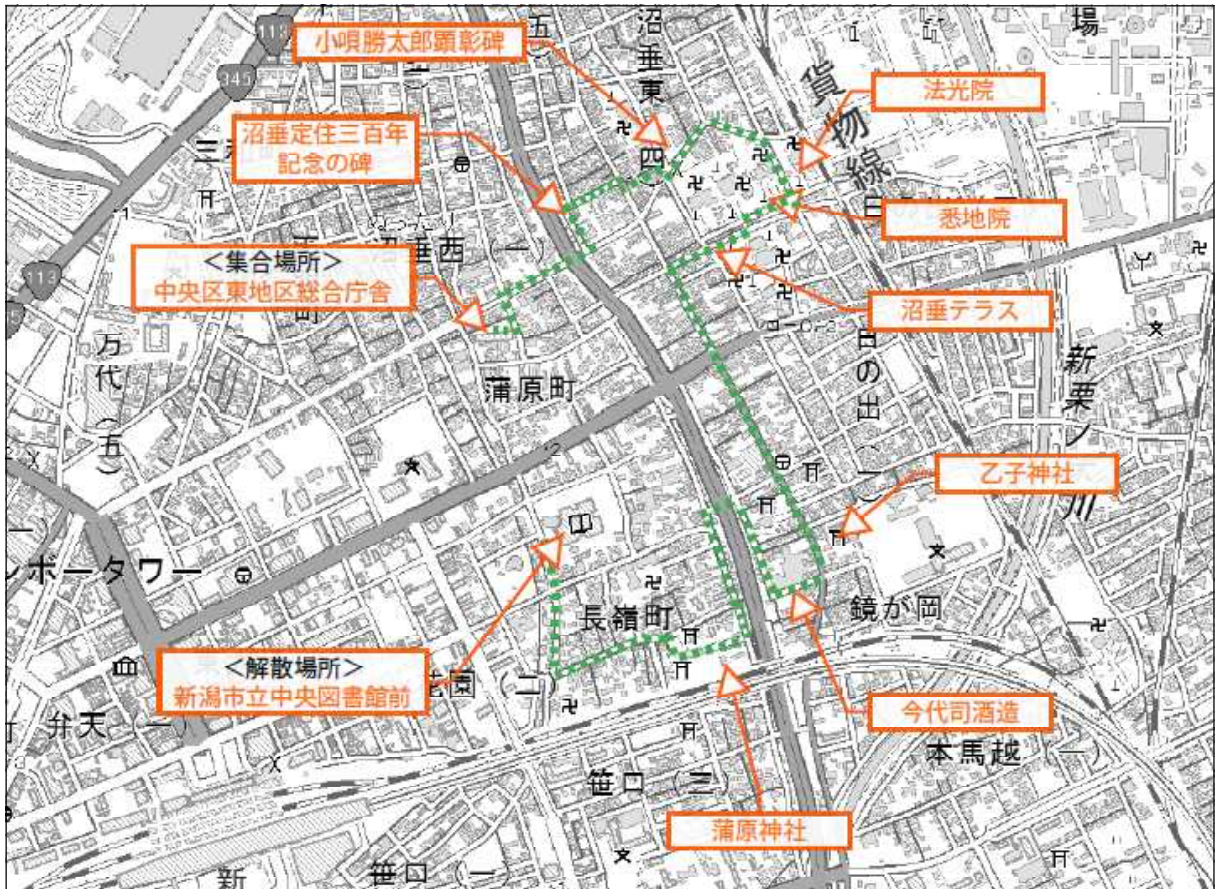 113
345
小唄勝太郎顕彰碑
沼垂東
(四)
場
貨物線
法光院
沼垂定住三百年
記念の碑
悉地院
<集合場所>
中央区東地区総合庁舎
沼垂西 (一)
沼垂テラス
113
万代(五)
蒲原町
日の出(一)
新栗ノ木川
乙子神社
ンボータワー
長嶺町
鏡が岡
<解散場所>
新潟市立中央図書館前
花園(二)
弁天(一)
今代司酒造
本馬越(一)
笹口(三)
蒲原神社
笹口(一)
新